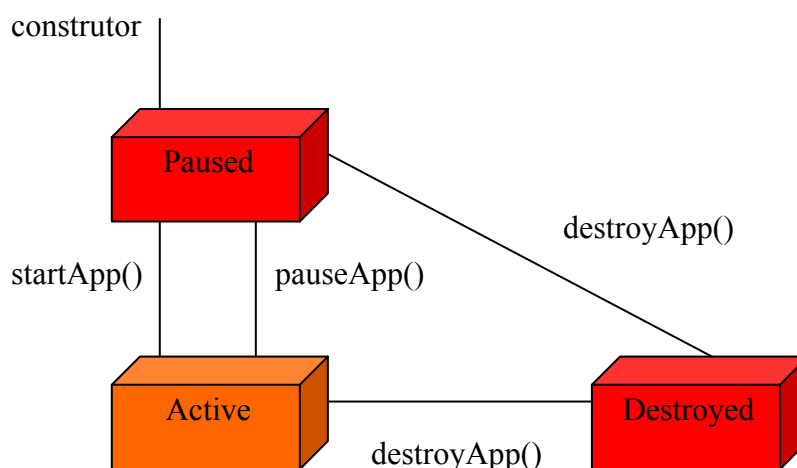 construtor
Paused
destroyApp()
startApp()
pauseApp()
Active
Destroyed
destroyApp()